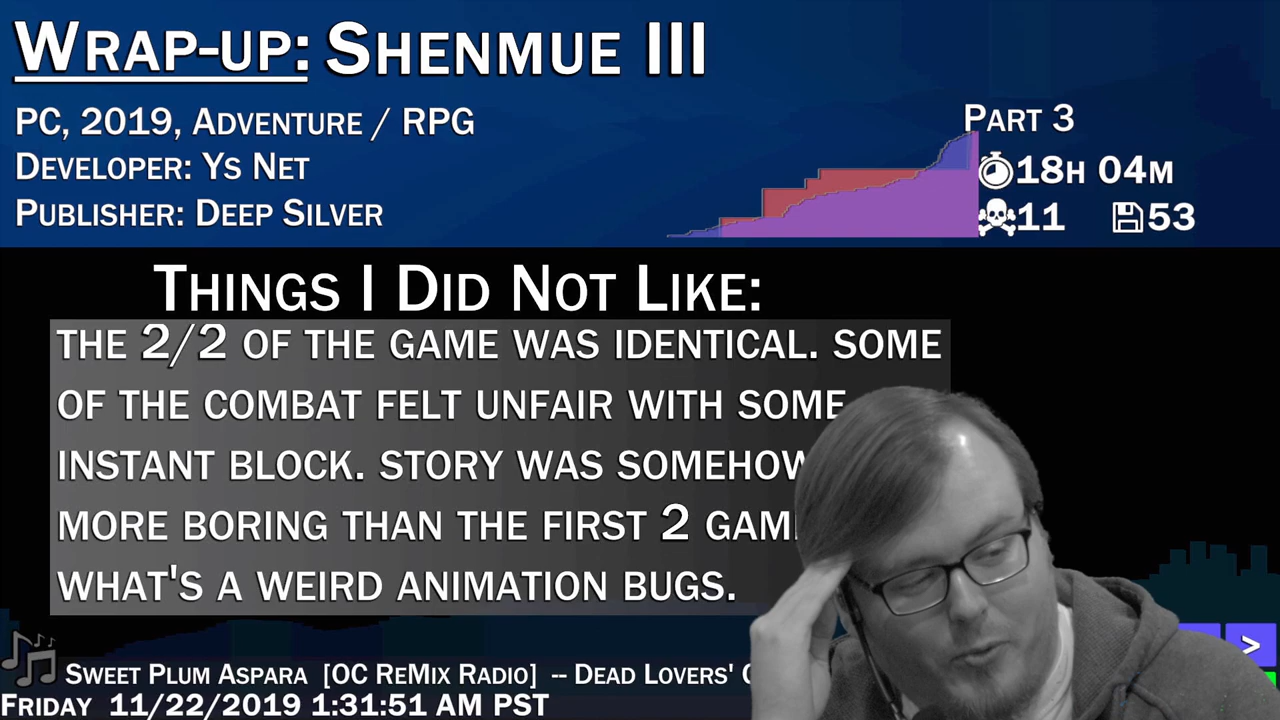 WRAP-UP: SHENMUE III
PC, 2019, ADVENTURE / RPG
DEVELOPER: YS NET
PUBLISHER: DEEP SILVER
PART 3
18H 04M
11 53
THINGS I DID NOT LIKE:
THE 2/2 OF THE GAME WAS IDENTICAL. SOME
OF THE COMBAT FELT UNFAIR WITH SOME
INSTANT BLOCK. STORY WAS SOMEHOW
MORE BORING THAN THE FIRST 2
WHAT'S A WEIRD ANIMATION BUGS.
>
SWEET PLUM ASPARA [OC REMIX RADIO] -- DEAD LOVERS'
FRIDAY 11/22/2019 1:31:51 AM PST